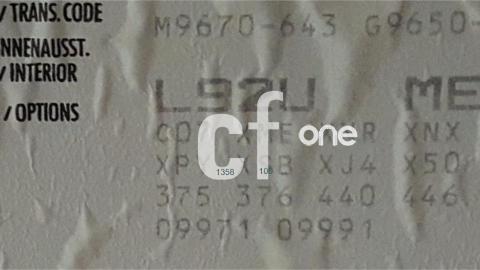 / TRANS. CODE
M9670-643 G9650-
NNENAUSST.
/ INTERIOR
L92U ME
/ OPTIONS
XNX
XJ4 X50
375 376 440 446
09971 09991
cf one
1358